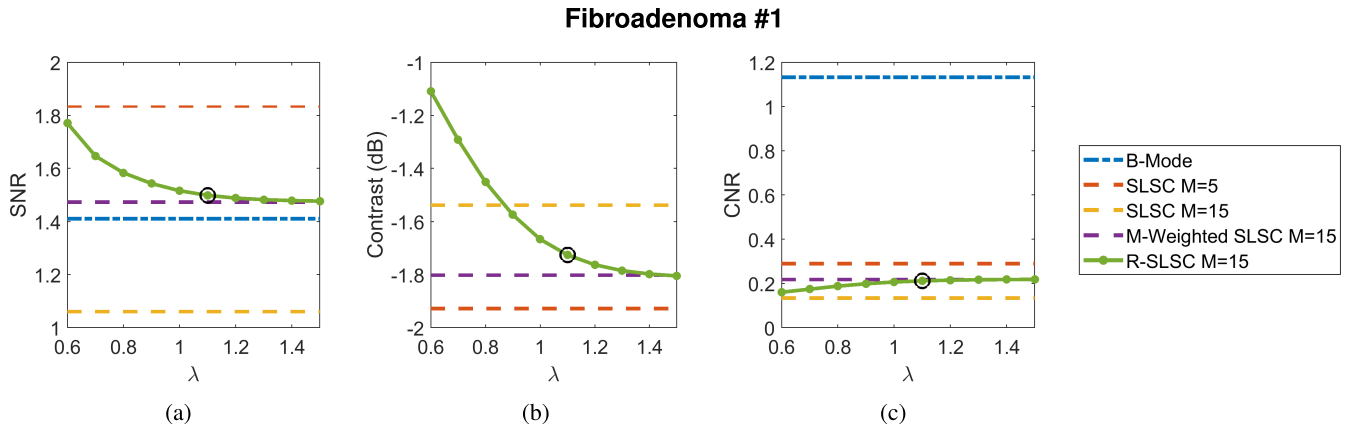 Fibroadenoma #1
2
1.8
1.6
1.4
1.2
1
SNR
0.6 0.8 1 1.2 1.4
λ
(a)
-1
-1.2
-1.4
-1.6
-1.8
-2
Contrast (dB)
0.6 0.8 1 1.2 1.4
λ
(b)
1.2
1
0.8
0.6
0.4
0.2
0
CNR
0.6 0.8 1 1.2 1.4
λ
(c)
B-Mode
SLSC M=5
SLSC M=15
M-Weighted SLSC M=15
R-SLSC M=15